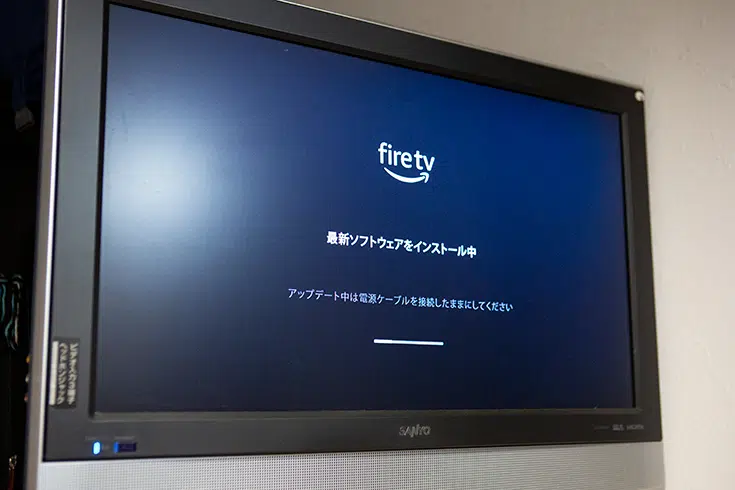 fire tv
最新ソフトウェアをインストール中
アップデート中は電源ケーブルを接続したままにしてください
SANYO